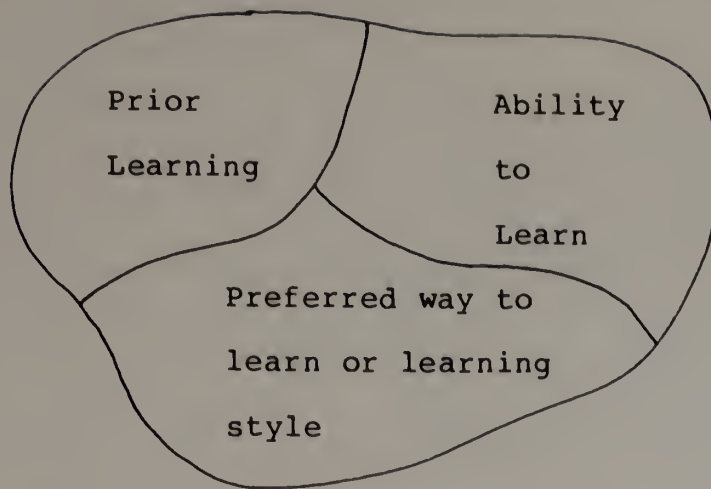 Prior
Learning
Ability
to
Learn
Preferred way to
learn or learning
style